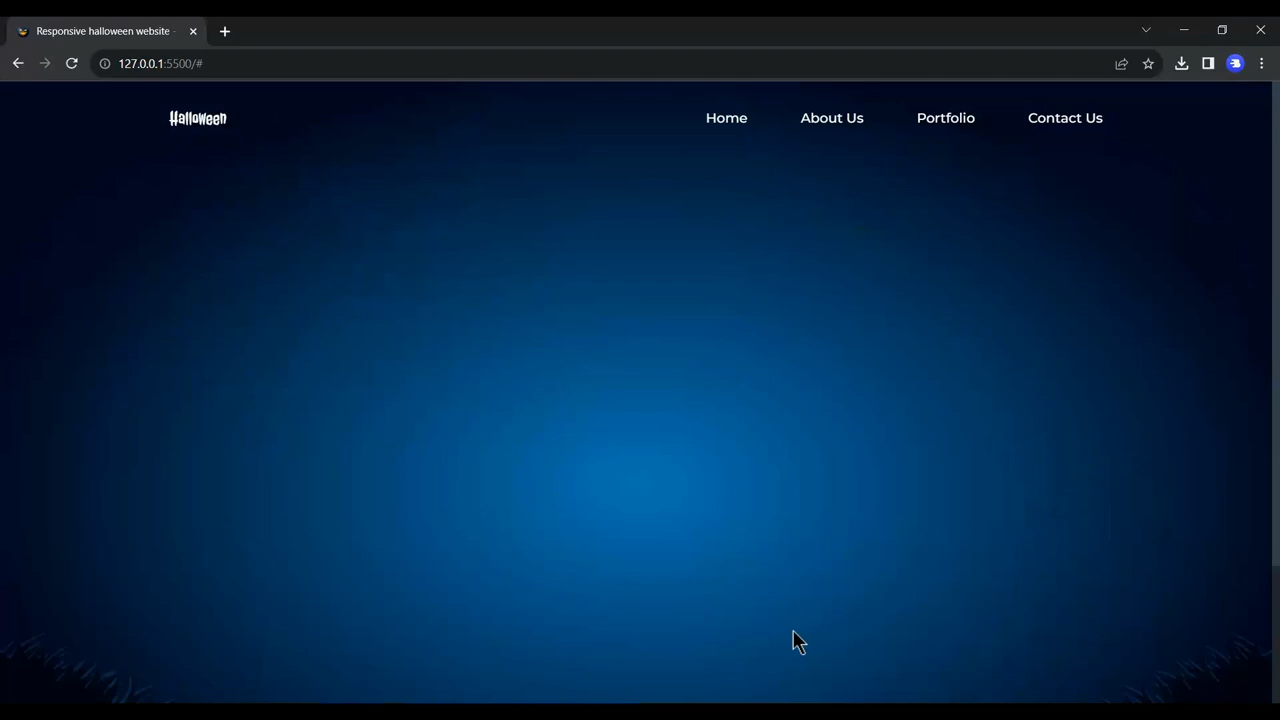 Responsive halloween website -
127.0.0.1:5500/#
Halloween
Home About Us Portfolio Contact Us